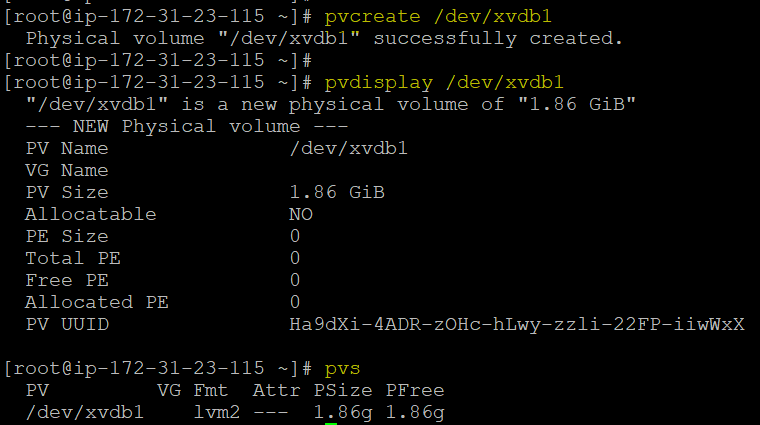 [root@ip-172-31-23-115 ~]# pvcreate /dev/xvdb1
  Physical volume "/dev/xvdb1" successfully created.
[root@ip-172-31-23-115 ~]#
[root@ip-172-31-23-115 ~]# pvdisplay /dev/xvdb1
  "/dev/xvdb1" is a new physical volume of "1.86 GiB"
  --- NEW Physical volume ---
  PV Name               /dev/xvdb1
  VG Name
  PV Size               1.86 GiB
  Allocatable           NO
  PE Size               0
  Total PE              0
  Free PE               0
  Allocated PE          0
  PV UUID               Ha9dXi-4ADR-zOHc-hLwy-zzli-22FP-iiwWxX

[root@ip-172-31-23-115 ~]# pvs
  PV         VG Fmt  Attr PSize PFree
  /dev/xvdb1    lvm2 ---  1.86g 1.86g